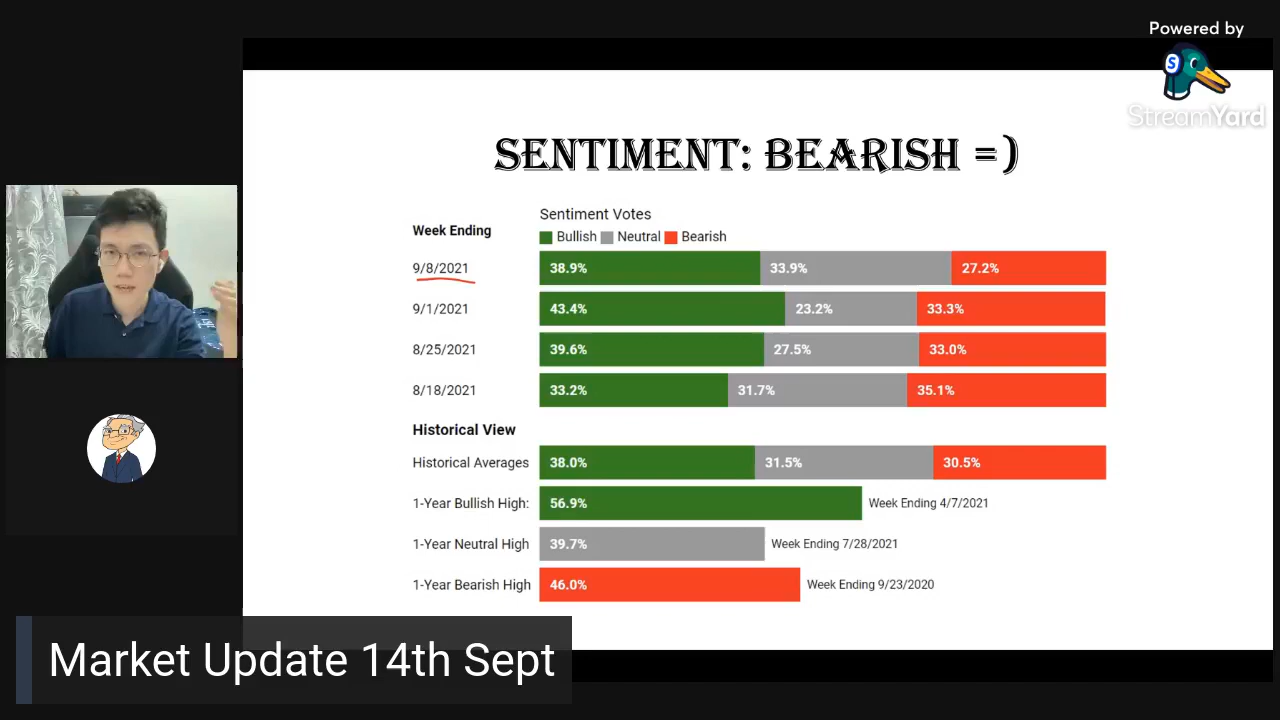 Powered by
StreamYard
SENTIMENT: BEARISH =)
Sentiment Votes
Week Ending
Bullish Neutral Bearish
9/8/2021 38.9% 33.9% 27.2%
9/1/2021 43.4% 23.2% 33.3%
8/25/2021 39.6% 27.5% 33.0%
8/18/2021 33.2% 31.7% 35.1%
Historical View
Historical Averages 38.0% 31.5% 30.5%
1-Year Bullish High: 56.9% Week Ending 4/7/2021
1-Year Neutral High 39.7% Week Ending 7/28/2021
1-Year Bearish High 46.0% Week Ending 9/23/2020
Market Update 14th Sept